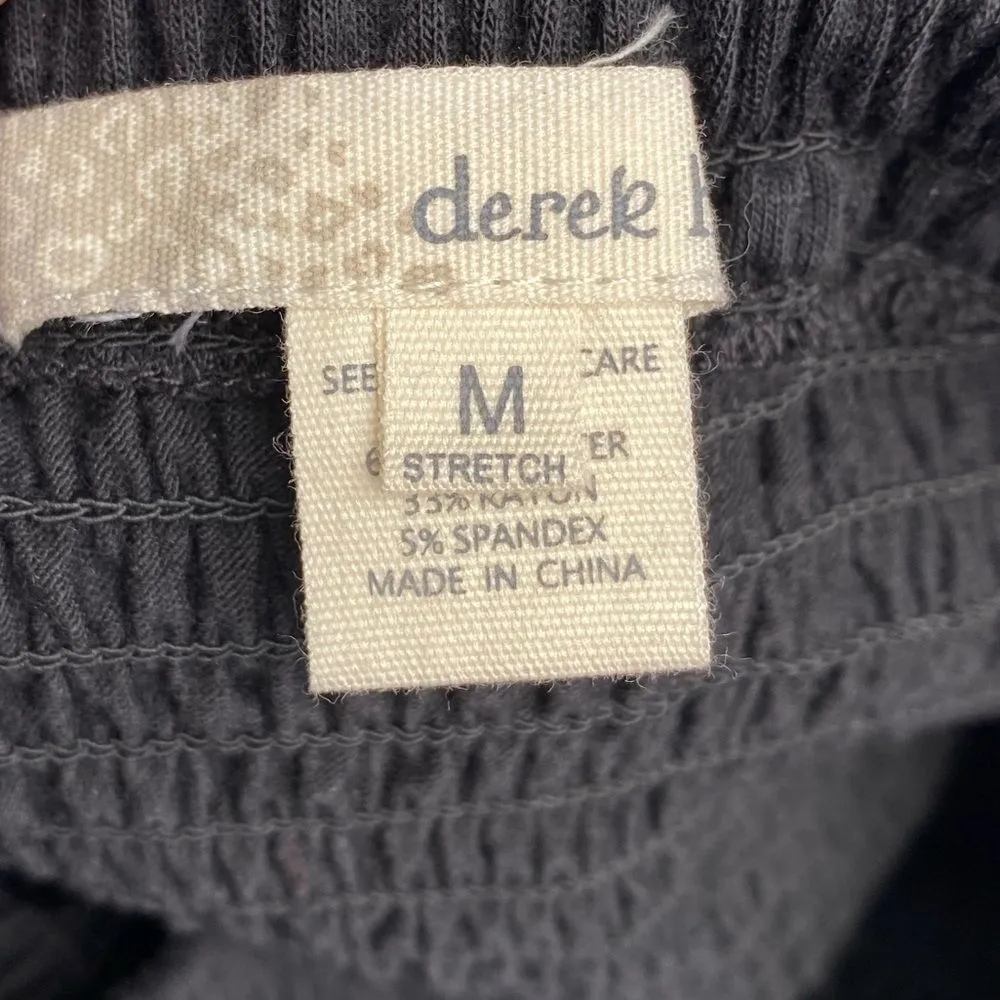 derek
SEE CARE
M
STRETCH
5% SPANDEX
MADE IN CHINA